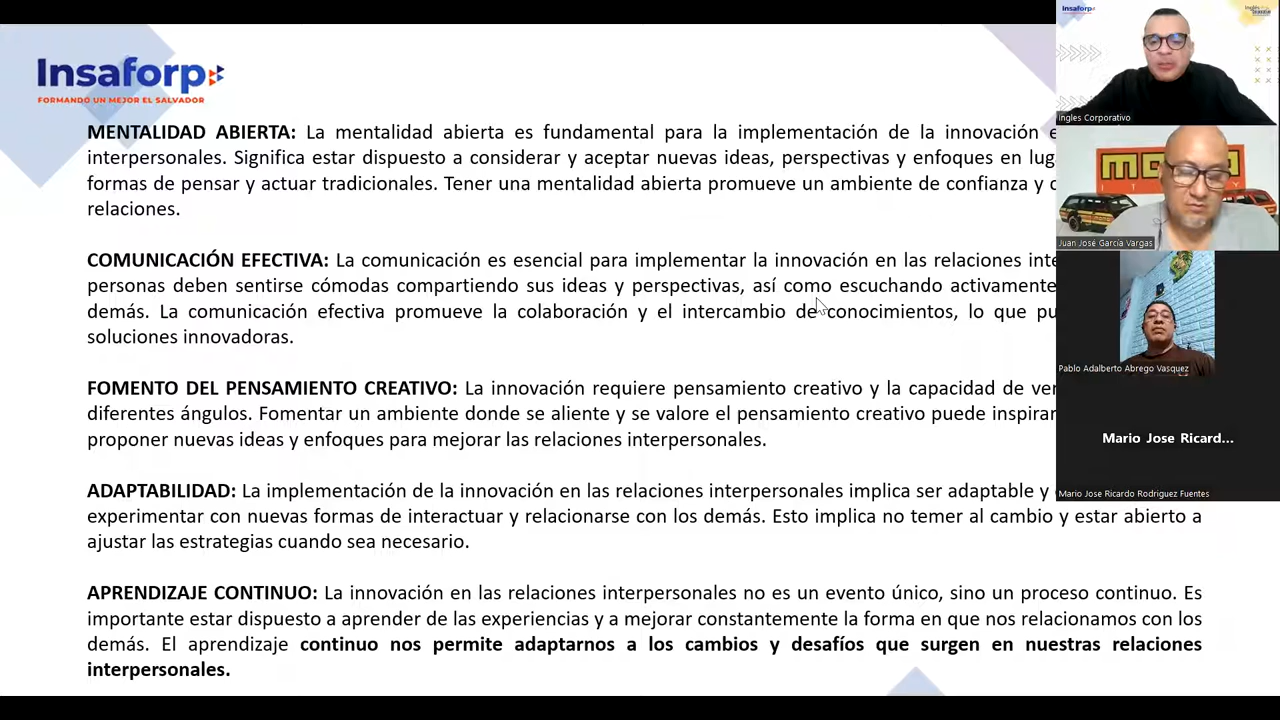 Insaforp
FORMANDO UN MEJOR EL SALVADOR
MENTALIDAD ABIERTA: La mentalidad abierta es fundamental para la implementación de la innovación e
interpersonales. Significa estar dispuesto a considerar y aceptar nuevas ideas, perspectivas y enfoques en lug
formas de pensar y actuar tradicionales. Tener una mentalidad abierta promueve un ambiente de confianza y
relaciones.
COMUNICACIÓN EFECTIVA: La comunicación es esencial para implementar la innovación en las relaciones inte
personas deben sentirse cómodas compartiendo sus ideas y perspectivas, así como escuchando activamente
demás. La comunicación efectiva promueve la colaboración y el intercambio de conocimientos, lo que pu
soluciones innovadoras.
FOMENTO DEL PENSAMIENTO CREATIVO: La innovación requiere pensamiento creativo y la capacidad de ver
diferentes ángulos. Fomentar un ambiente donde se aliente y se valore el pensamiento creativo puede inspirar
proponer nuevas ideas y enfoques para mejorar las relaciones interpersonales.
ADAPTABILIDAD: La implementación de la innovación en las relaciones interpersonales implica ser adaptable y
experimentar con nuevas formas de interactuar y relacionarse con los demás. Esto implica no temer al cambio y estar abierto a
ajustar las estrategias cuando sea necesario.
APRENDIZAJE CONTINUO: La innovación en las relaciones interpersonales no es un evento único, sino un proceso continuo. Es
importante estar dispuesto a aprender de las experiencias y a mejorar constantemente la forma en que nos relacionamos con los
demás. El aprendizaje continuo nos permite adaptarnos a los cambios y desafíos que surgen en nuestras relaciones
interpersonales.
Insaforp
Ingles Corporativo
Juan José García Vargas
Pablo Adalberto Abrego Vasquez
Mario Jose Ricard...
Mario Jose Ricardo Rodriguez Fuentes